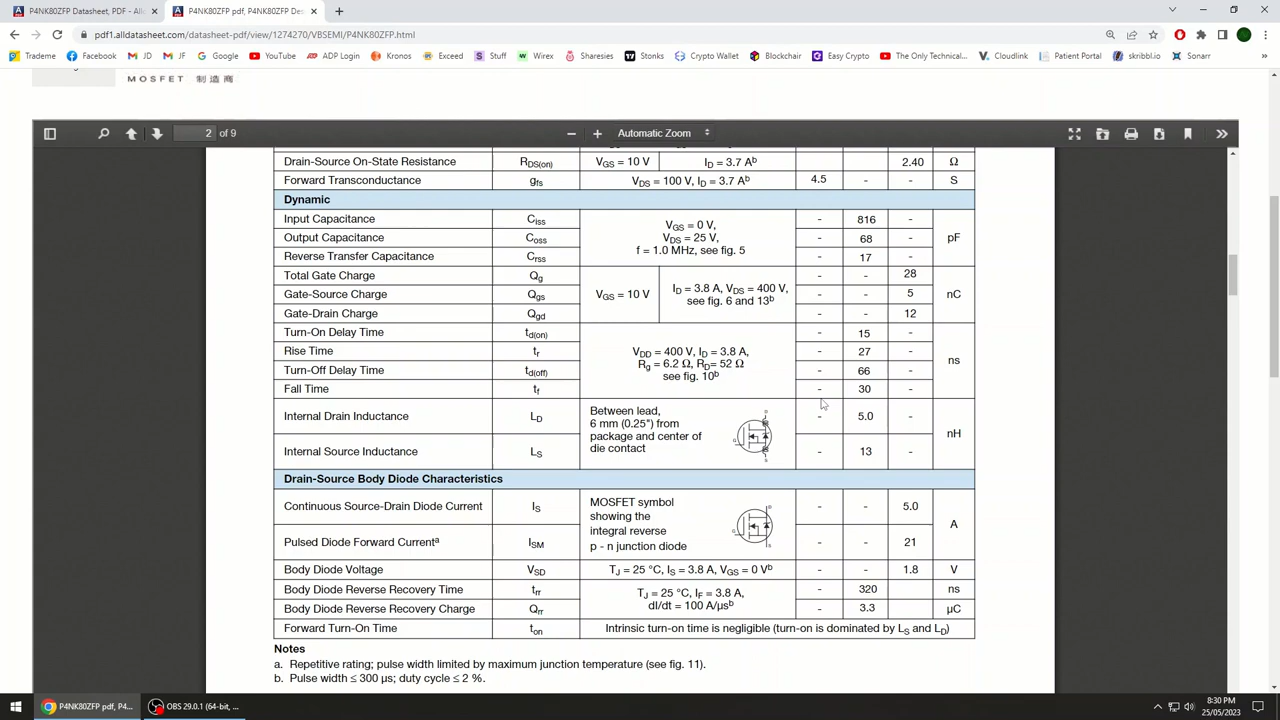 P4NK80ZFP Datasheet, PDF - Alle
P4NK80ZFP pdf, P4NK80ZFP Des
pdf1.alldatasheet.com/datasheet-pdf/view/1274270/VBSEMI/P4NK80ZFP.html
Trademe Facebook JD JF Google YouTube ADP Login Kronos Exceed Stuff Wirex Sharesies Stonks Crypto Wallet Blockchair Easy Crypto The Only Technical... Cloudlink Patient Portal skribbl.io Sonarr
MOSFET 制造商
2 of 9 Automatic Zoom
Drain-Source On-State Resistance RDS(on) VGS = 10 V ID = 3.7 Ab 2.40 Ω
Forward Transconductance gfs VDS = 100 V, ID = 3.7 Ab 4.5 - - S
Dynamic
Input Capacitance Ciss VGS = 0 V, - 816 -
Output Capacitance Coss VDS = 25 V, - 68 - pF
Reverse Transfer Capacitance Crss f = 1.0 MHz, see fig. 5 - 17 -
Total Gate Charge Qg - - 28
Gate-Source Charge Qgs VGS = 10 V ID = 3.8 A, VDS = 400 V, see fig. 6 and 13b - - 5 nC
Gate-Drain Charge Qgd - - 12
Turn-On Delay Time td(on) - 15 -
Rise Time tr VDD = 400 V, ID = 3.8 A, - 27 - ns
Turn-Off Delay Time td(off) Rg = 6.2 Ω, RD= 52 Ω - 66 -
Fall Time tf see fig. 10b - 30 -
Internal Drain Inductance LD Between lead, 6 mm (0.25") from - 5.0 - nH
Internal Source Inductance LS package and center of die contact - 13 -
Drain-Source Body Diode Characteristics
Continuous Source-Drain Diode Current IS MOSFET symbol showing the - - 5.0 A
Pulsed Diode Forward Currenta ISM integral reverse p - n junction diode - - 21
Body Diode Voltage VSD TJ = 25 °C, IS = 3.8 A, VGS = 0 Vb - - 1.8 V
Body Diode Reverse Recovery Time trr TJ = 25 °C, IF = 3.8 A, - 320 ns
Body Diode Reverse Recovery Charge Qrr dI/dt = 100 A/µsb - 3.3 µC
Forward Turn-On Time ton Intrinsic turn-on time is negligible (turn-on is dominated by LS and LD)
Notes
a. Repetitive rating; pulse width limited by maximum junction temperature (see fig. 11).
b. Pulse width ≤ 300 µs; duty cycle ≤ 2 %.
P4NK80ZFP pdf, P4... OBS 29.0.1 (64-bit, ... 8:30 PM
25/05/2023